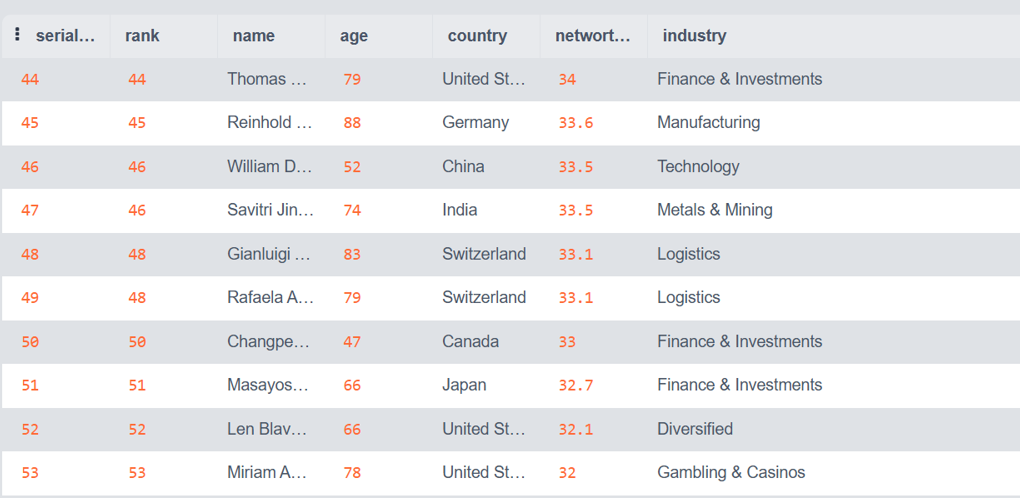 serial… rank name age country networt… industry
44 44 Thomas … 79 United St… 34 Finance & Investments
45 45 Reinhold … 88 Germany 33.6 Manufacturing
46 46 William D… 52 China 33.5 Technology
47 46 Savitri Jin… 74 India 33.5 Metals & Mining
48 48 Gianluigi … 83 Switzerland 33.1 Logistics
49 48 Rafaela A… 79 Switzerland 33.1 Logistics
50 50 Changpe… 47 Canada 33 Finance & Investments
51 51 Masayos… 66 Japan 32.7 Finance & Investments
52 52 Len Blav… 66 United St… 32.1 Diversified
53 53 Miriam A… 78 United St… 32 Gambling & Casinos